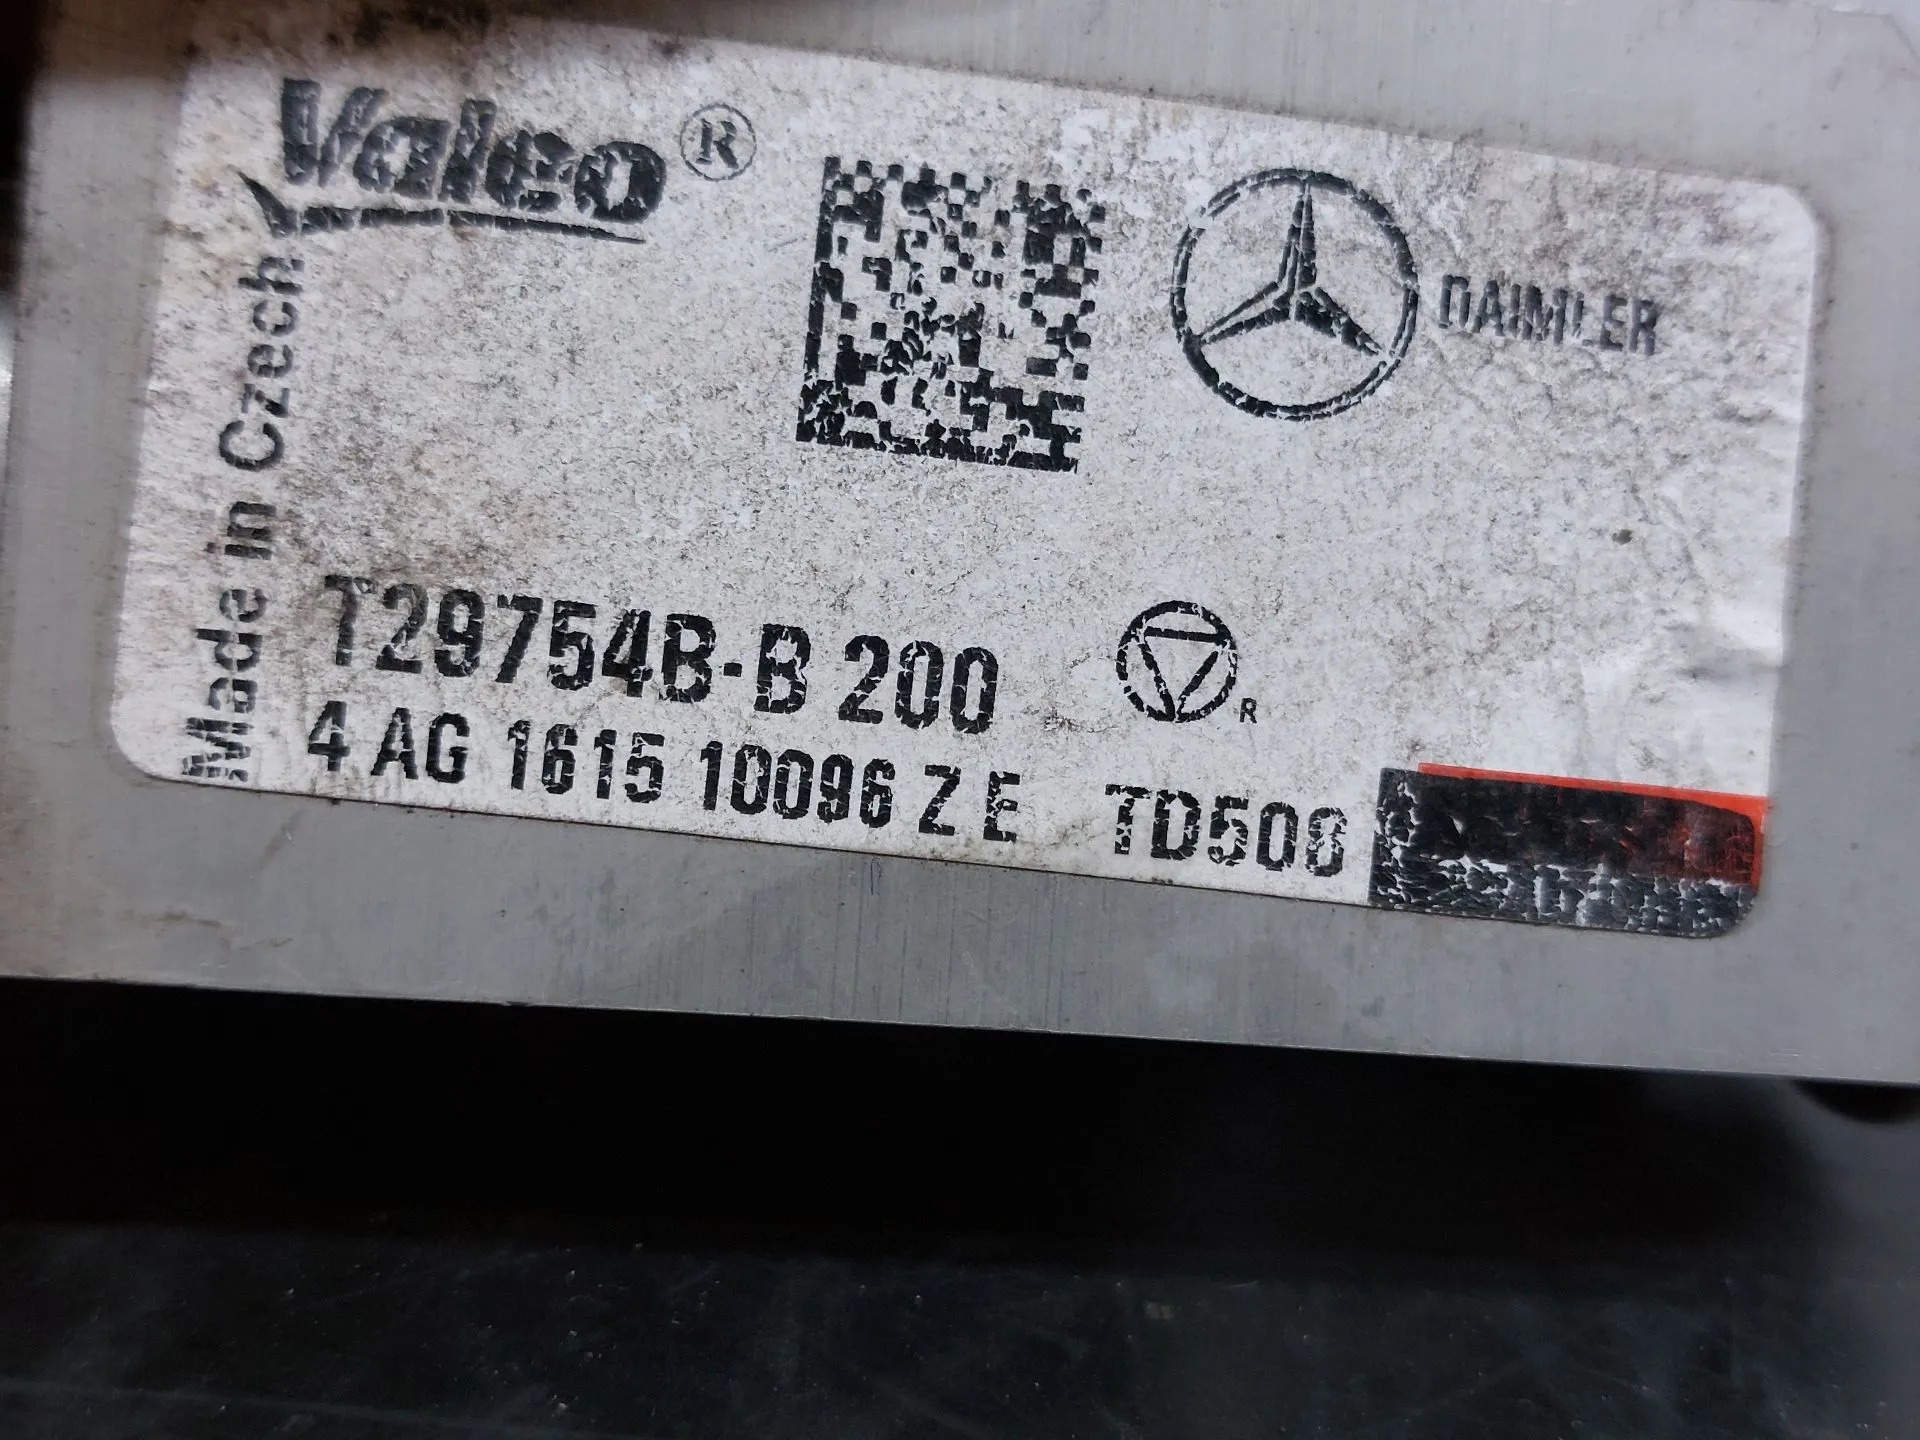 Valeo®
DAIMLER
Made in Czech
T29754B-B 200
R
4 AG 1615 10096 Z E TD508